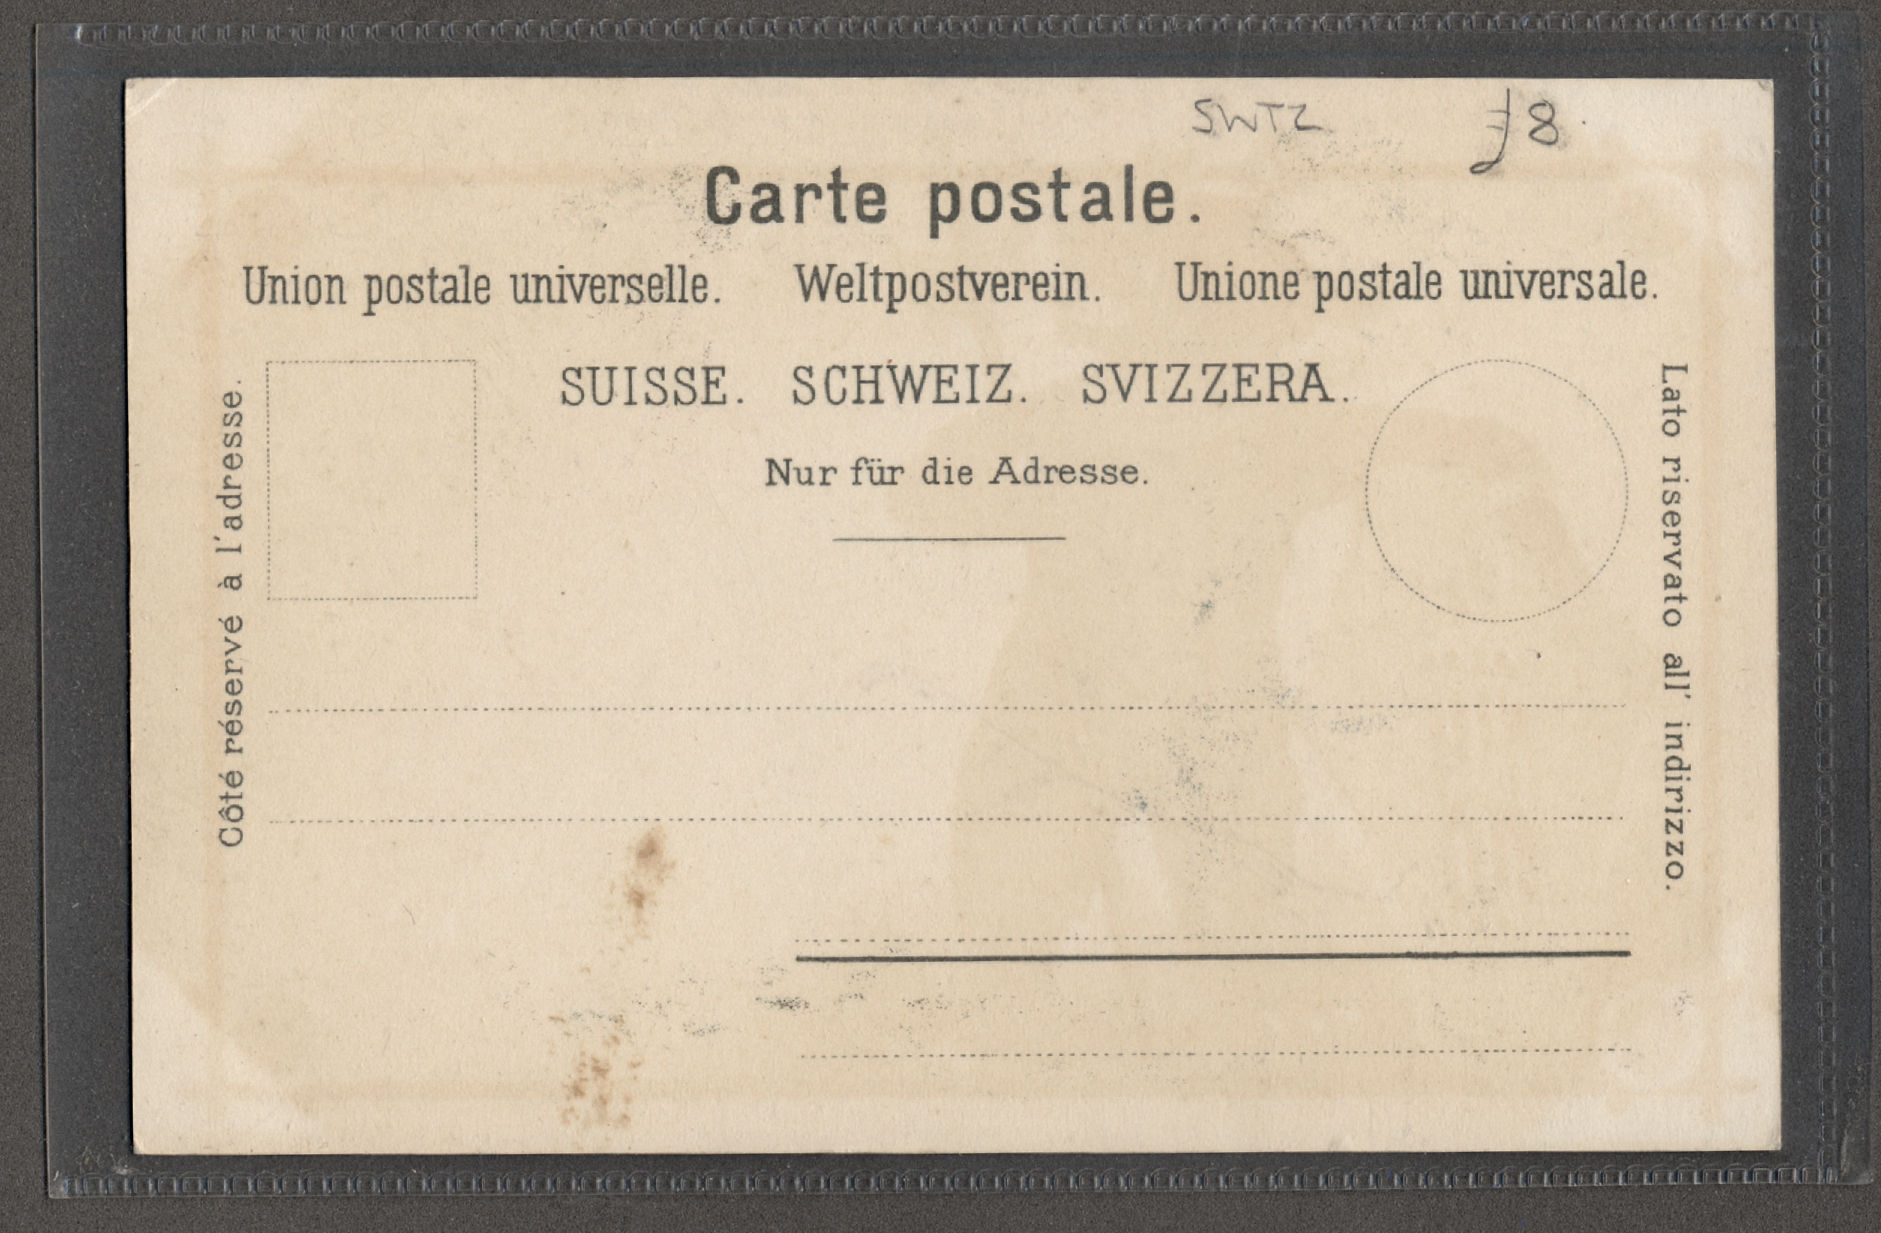 SWTZ £8
Carte postale.
Union postale universelle. Weltpostverein. Unione postale universale.
SUISSE. SCHWEIZ. SVIZZERA.
Nur für die Adresse.
Côté réservé à l'adresse.
Lato riservato all' indirizzo.